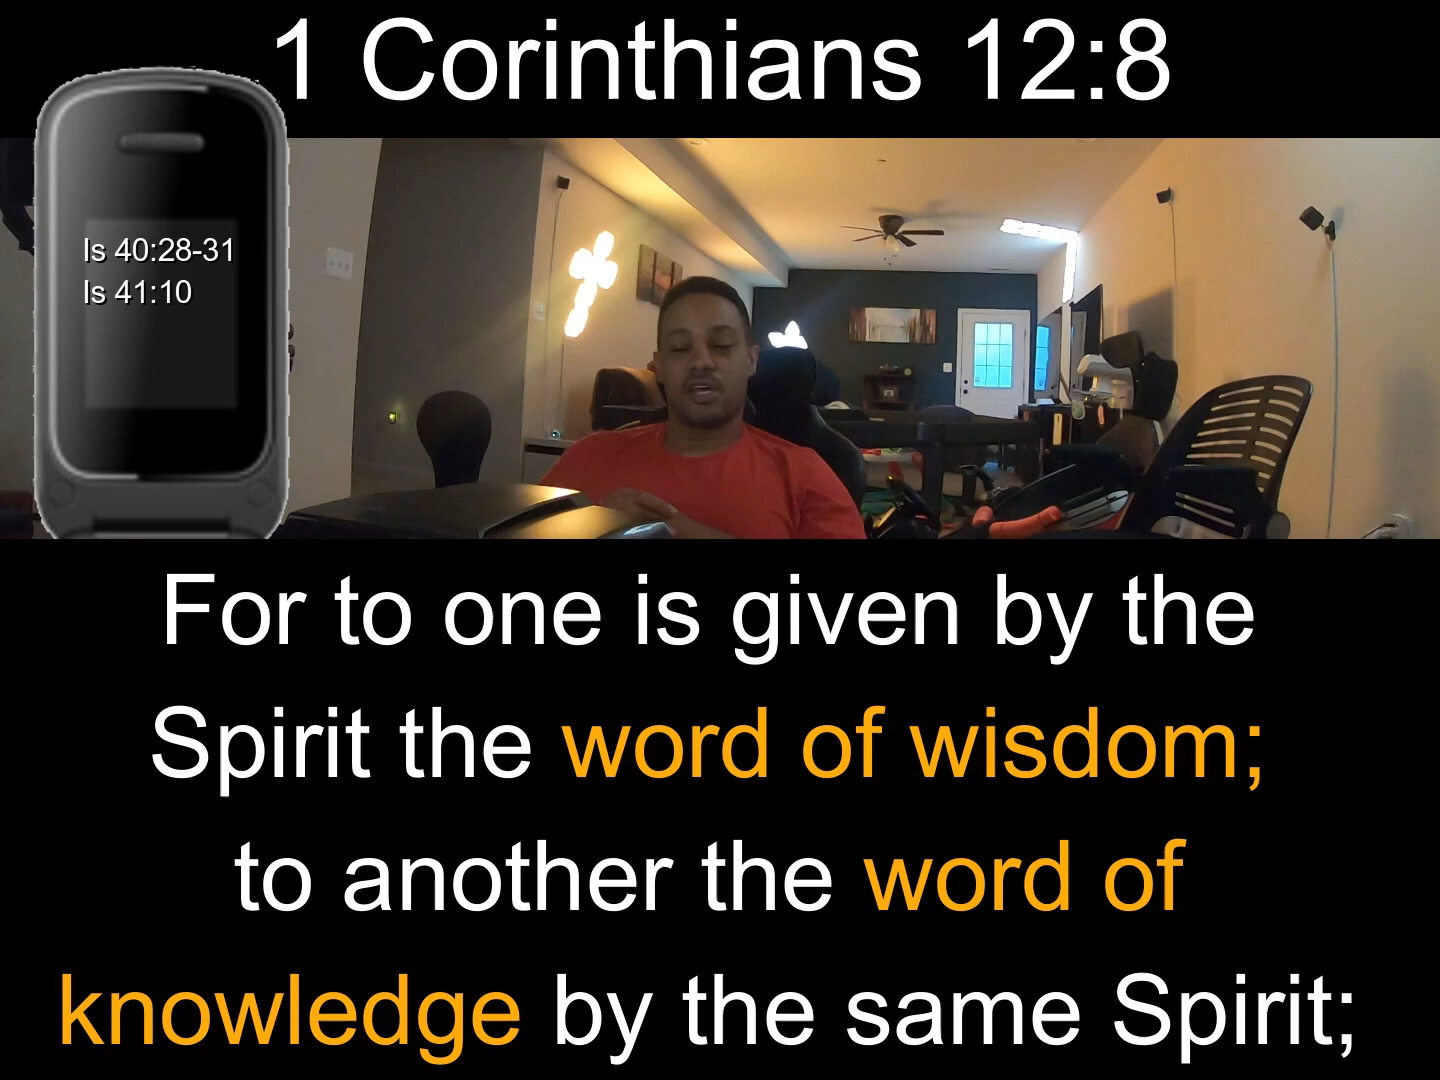 1 Corinthians 12:8
Is 40:28-31
Is 41:10
For to one is given by the
Spirit the word of wisdom;
to another the word of
knowledge by the same Spirit;